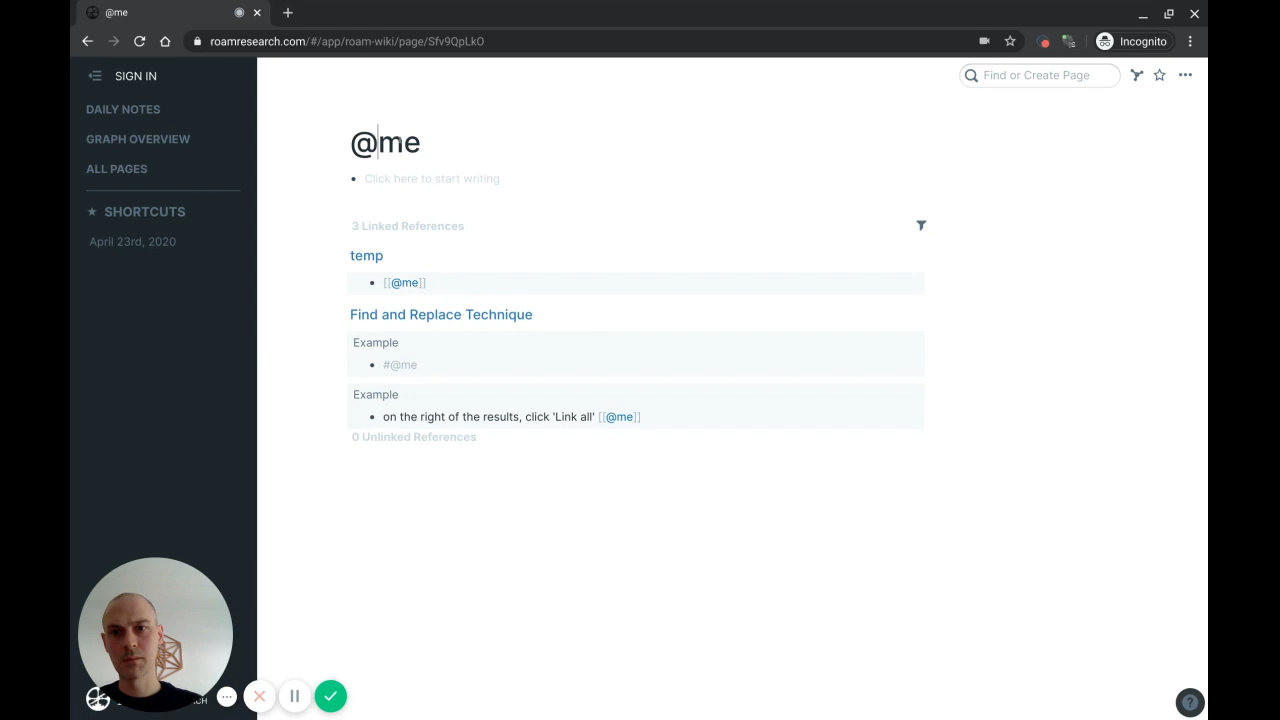 @me
roamresearch.com/#/app/roam-wiki/page/Sfv9QpLkO
Incognito
SIGN IN
Find or Create Page
DAILY NOTES
GRAPH OVERVIEW
ALL PAGES
SHORTCUTS
April 23rd, 2020
@me
Click here to start writing
3 Linked References
temp
[[@me]]
Find and Replace Technique
Example
#@me
Example
on the right of the results, click 'Link all' [[@me]]
0 Unlinked References
?